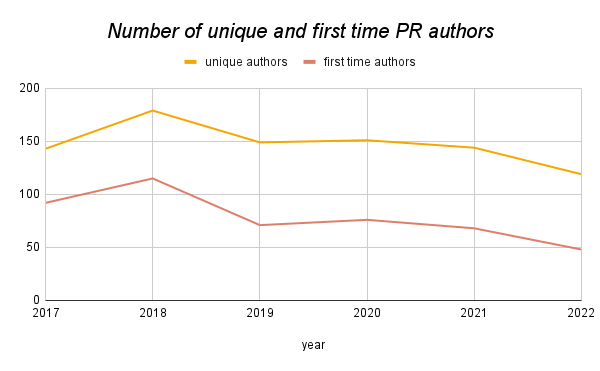 Number of unique and first time PR authors
unique authors first time authors
200
150
100
50
0
2017 2018 2019 2020 2021 2022
year